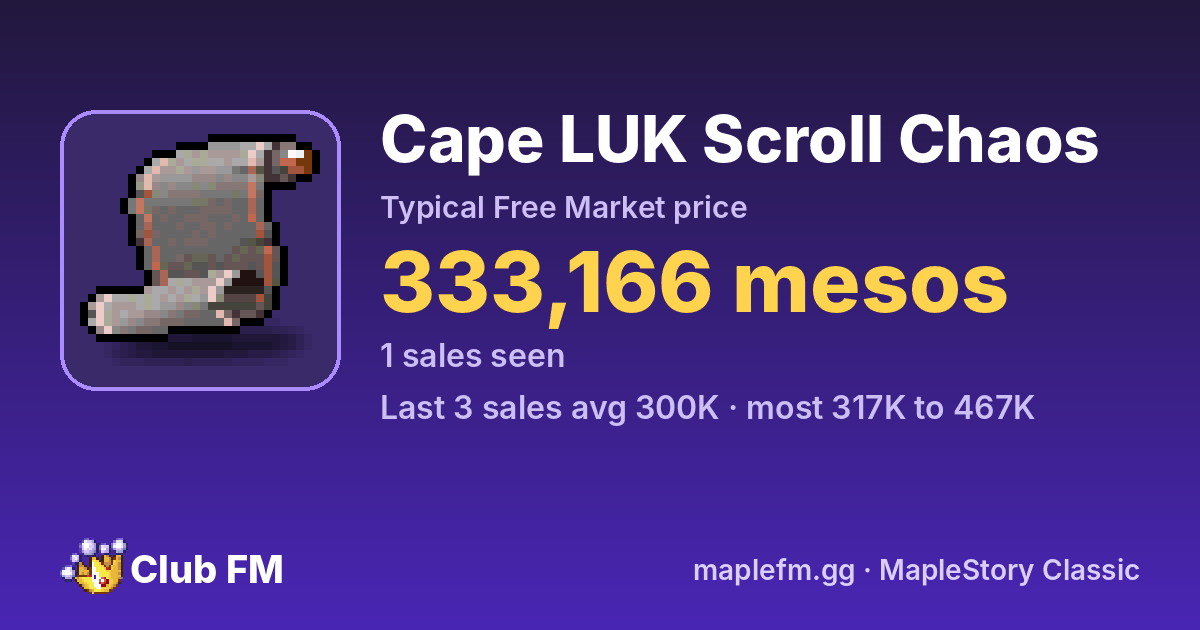 Cape LUK Scroll Chaos
Typical Free Market price
333,166 mesos
1 sales seen
Last 3 sales avg 300K · most 317K to 467K
Club FM
maplefm.gg · MapleStory Classic